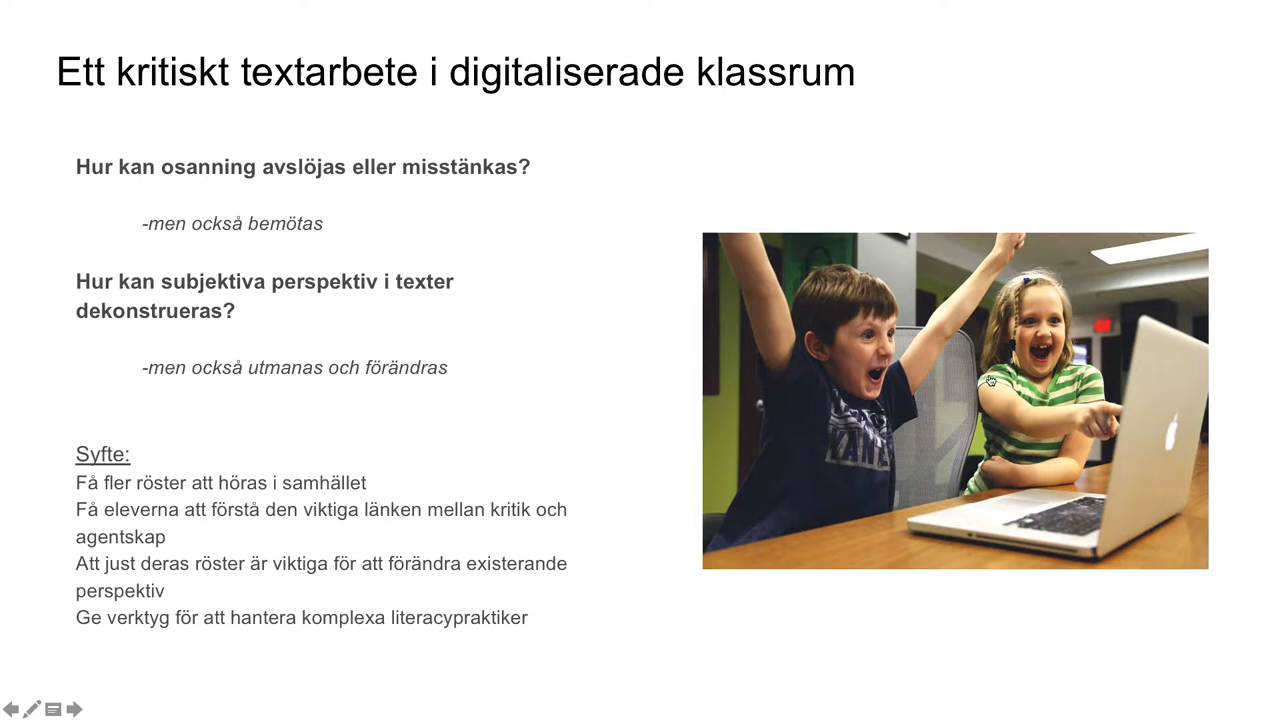 Ett kritiskt textarbete i digitaliserade klassrum
Hur kan osanning avslöjas eller misstänkas?
-men också bemötas
Hur kan subjektiva perspektiv i texter
dekonstrueras?
-men också utmanas och förändras
Syfte:
Få fler röster att höras i samhället
Få eleverna att förstå den viktiga länken mellan kritik och
agentskap
Att just deras röster är viktiga för att förändra existerande
perspektiv
Ge verktyg för att hantera komplexa literacypraktiker